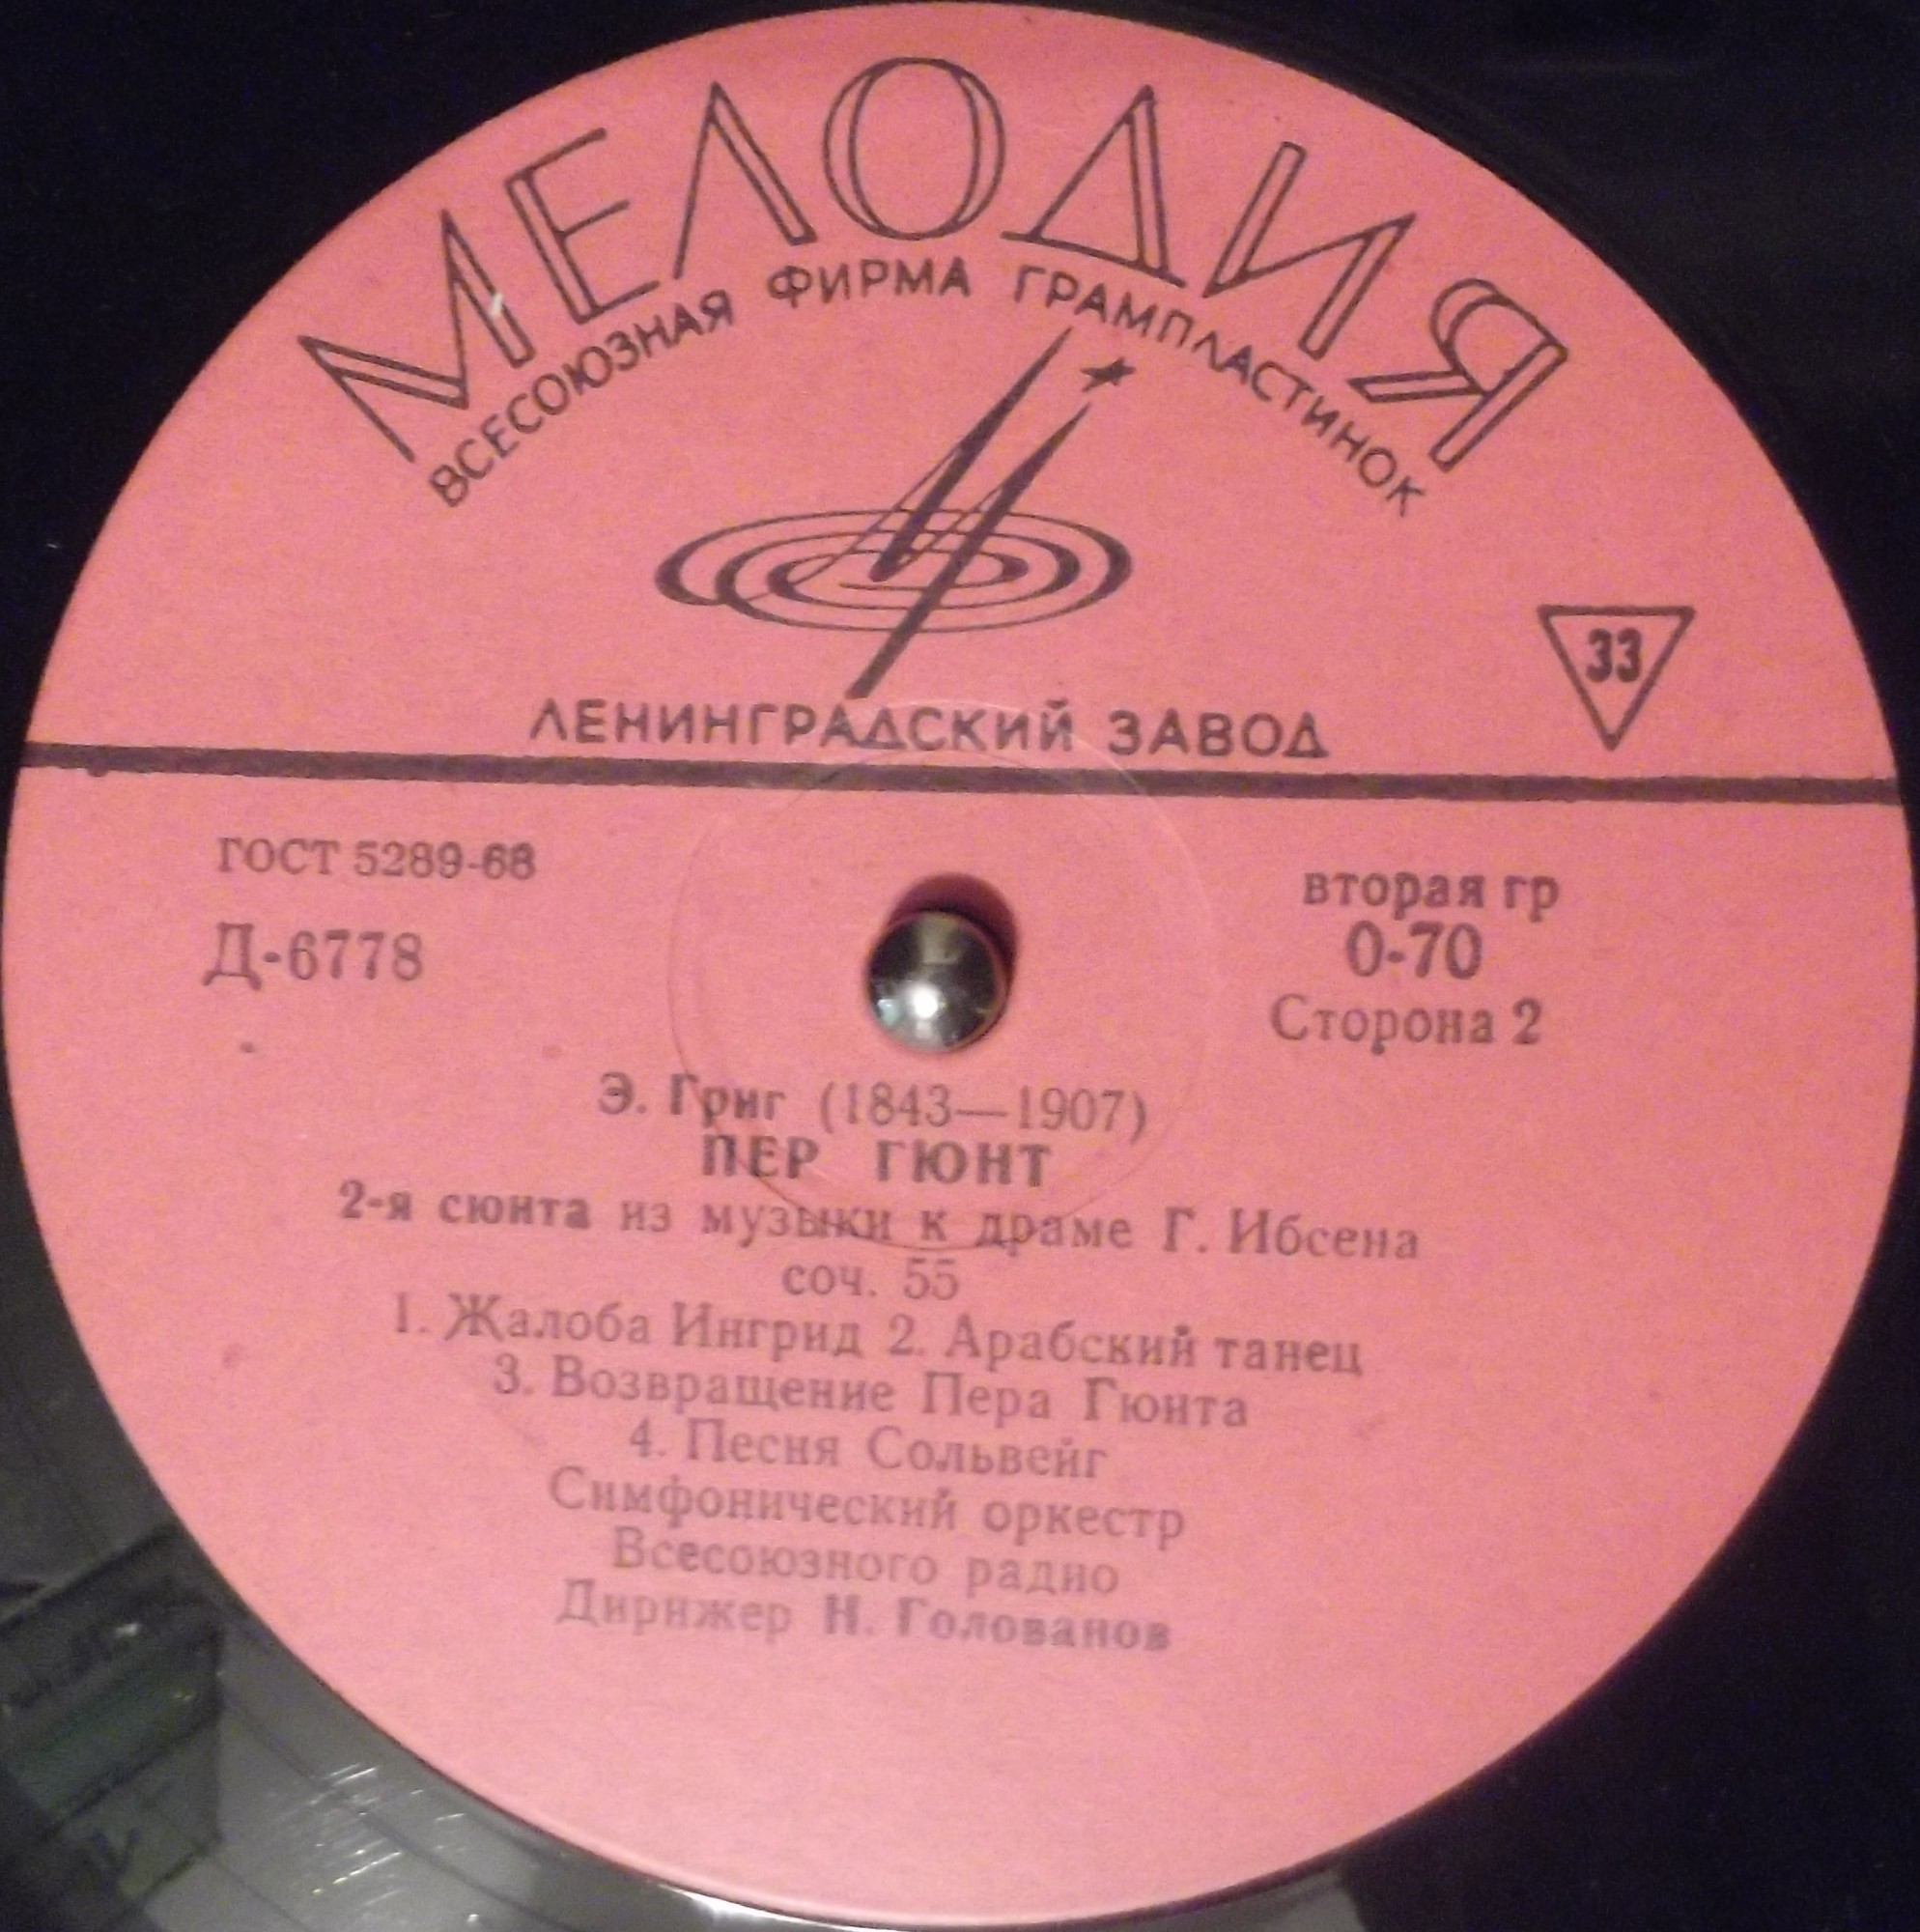 МЕЛОДИЯ
ВСЕСОЮЗНАЯ ФИРМА ГРАМПЛАСТИНОК
33
ЛЕНИНГРАДСКИЙ ЗАВОД
ГОСТ 5289-68
вторая гр
Д-6778
0-70
Сторона 2
Э. Григ (1843—1907)
ПЕР ГЮНТ
2-я сюита из музыки к драме Г. Ибсена
соч. 55
1. Жалоба Ингрид 2. Арабский танец
3. Возвращение Пера Гюнта
4. Песня Сольвейг
Симфонический оркестр
Всесоюзного радио
Дирижер Н. Голованов